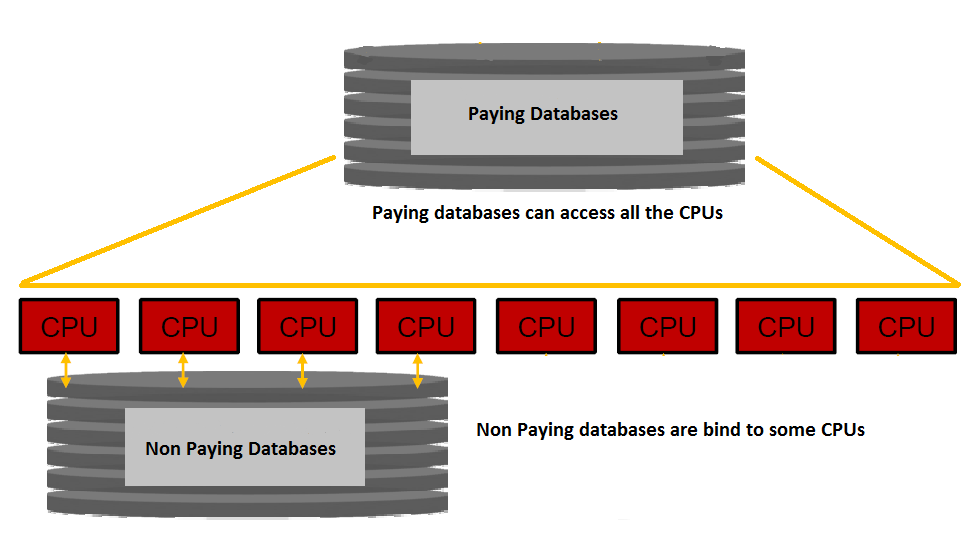 Paying Databases
Paying databases can access all the CPUs
CPU CPU CPU CPU CPU CPU CPU CPU
Non Paying Databases
Non Paying databases are bind to some CPUs